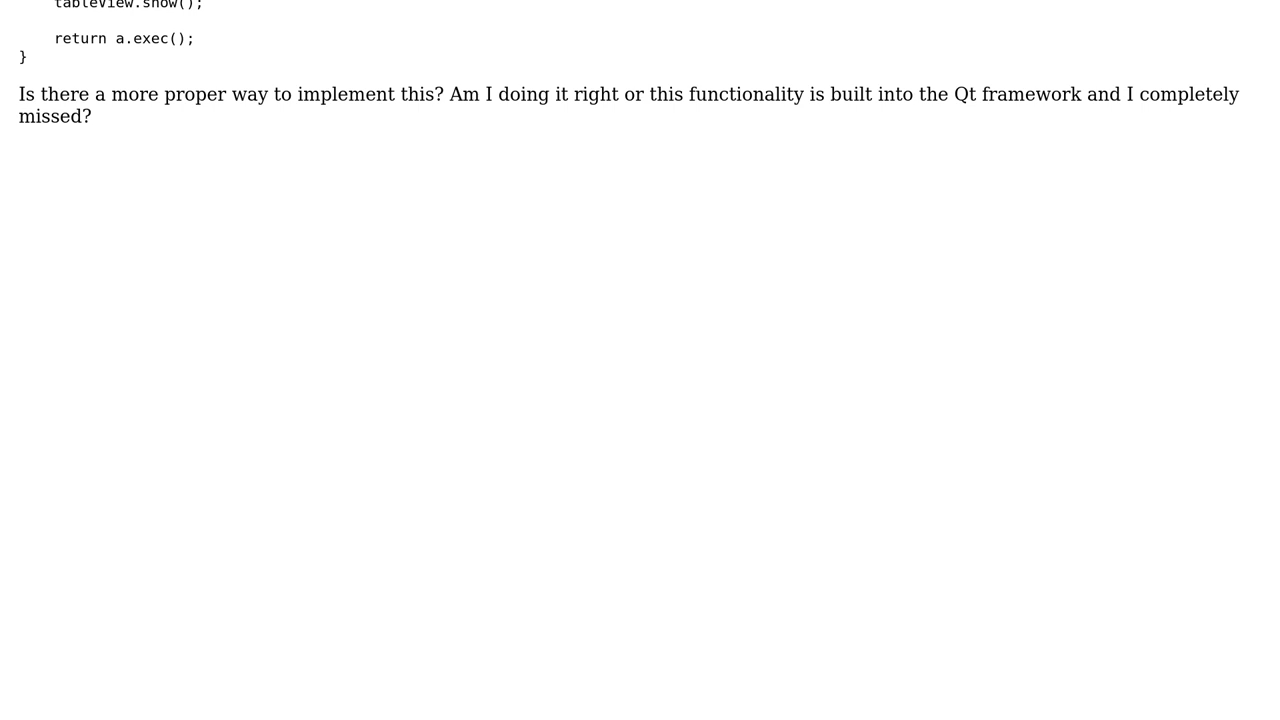 tableView.show();
return a.exec();
}
Is there a more proper way to implement this? Am I doing it right or this functionality is built into the Qt framework and I completely
missed?